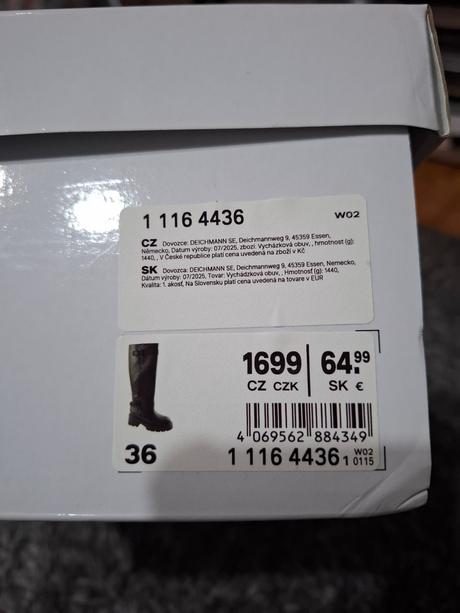 1 116 4436 W02
CZ Dovozce: DEICHMANN SE, Deichmannweg 9, 45359 Essen,
Německo, Dátum výroby: 07/2025, zboží: Vycházková obuv, , hmotnost (g):
1440, , V České republice platí cena uvedená na zboží v Kč
SK Dovozca: DEICHMANN SE, Deichmannweg 9, 45359 Essen, Nemecko,
Dátum výroby: 07/2025, Tovar: Vychádzková obuv, , Hmotnosť (g): 1440,
Kvalita: 1. akosť, Na Slovensku platí cena uvedená na tovare v EUR
1699 64.99
CZ CZK SK €
4 069562 884349
36 1 116 4436 1 W02
0115